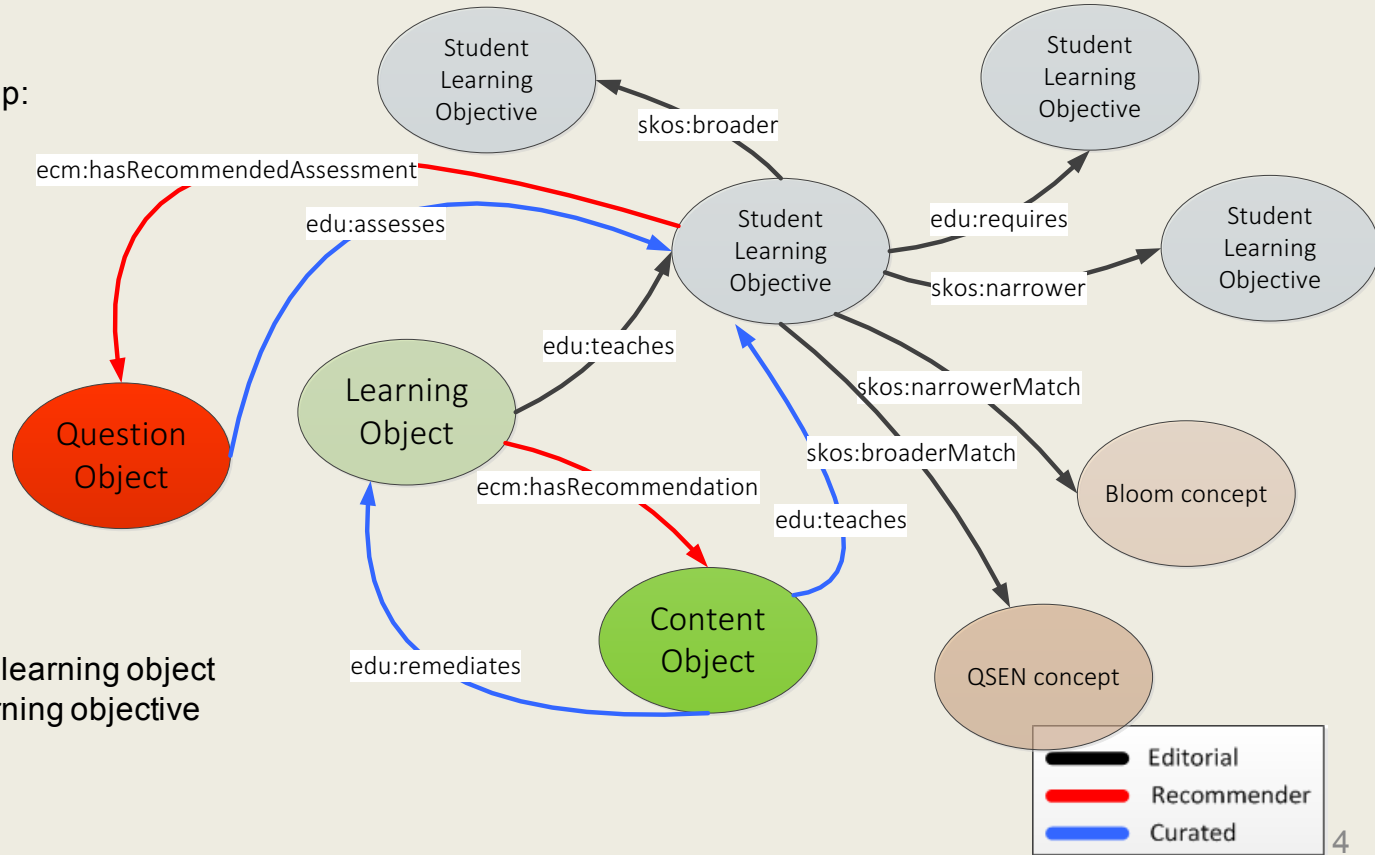 Student
Learning
Objective
Student
Learning
Objective
p:
skos:broader
ecm:hasRecommendedAssessment
edu:assesses
Student
Learning
Objective
edu:requires
Student
Learning
Objective
skos:narrower
edu:teaches
Learning
Object
skos:narrowerMatch
Question
Object
skos:broaderMatch
ecm:hasRecommendation
Bloom concept
edu:teaches
Content
Object
learning object
rning objective
edu:remediates
QSEN concept
Editorial
Recommender
Curated
4